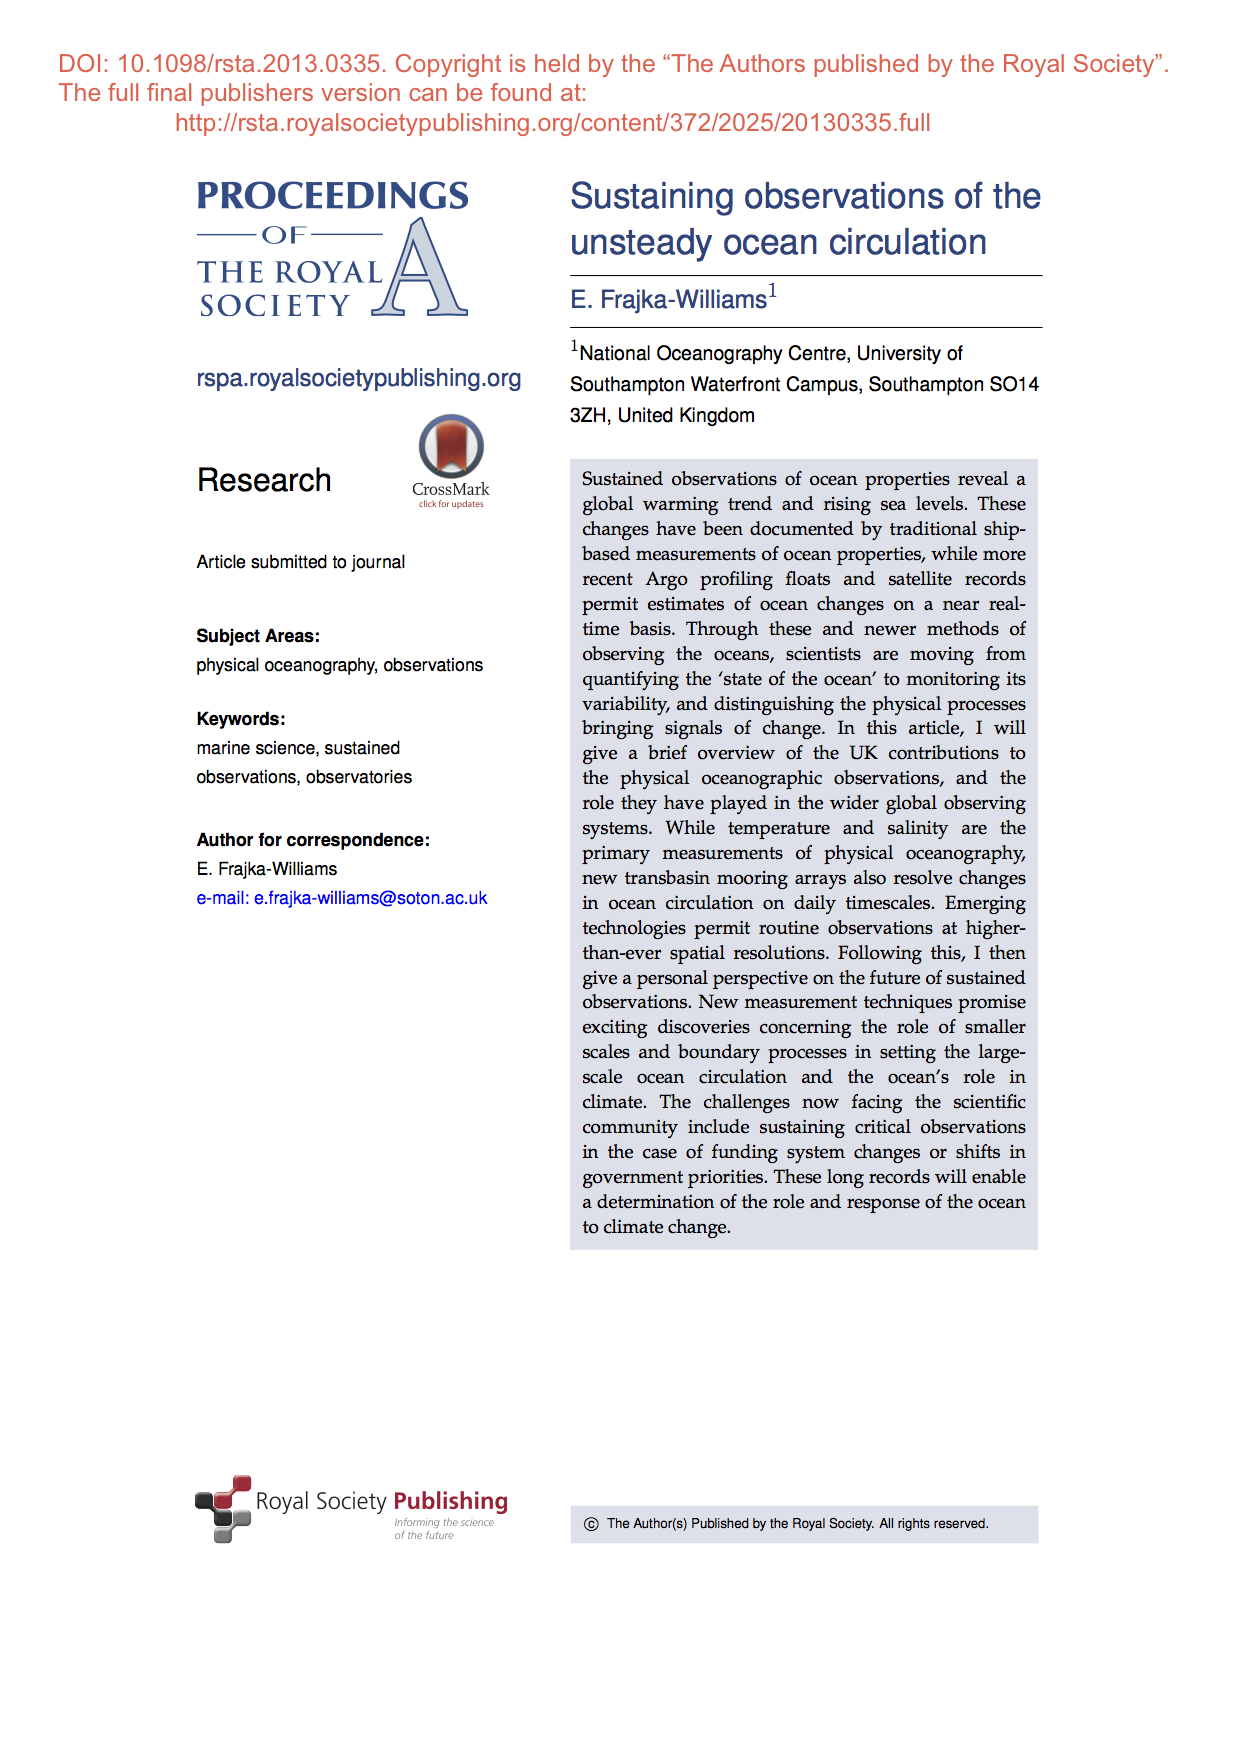 DOI: 10.1098/rsta.2013.0335. Copyright is held by the “The Authors published by the Royal Society”.
The full final publishers version can be found at:
http://rsta.royalsocietypublishing.org/content/372/2025/20130335.full
PROCEEDINGS
OF
THE ROYAL
SOCIETY A
rspa.royalsocietypublishing.org
CrossMark
click for updates
Research
Article submitted to journal
Subject Areas:
physical oceanography, observations
Keywords:
marine science, sustained
observations, observatories
Author for correspondence:
E. Frajka-Williams
e-mail: e.frajka-williams@soton.ac.uk
Sustaining observations of the
unsteady ocean circulation
E. Frajka-Williams1
1National Oceanography Centre, University of
Southampton Waterfront Campus, Southampton SO14
3ZH, United Kingdom
Sustained observations of ocean properties reveal a
global warming trend and rising sea levels. These
changes have been documented by traditional ship-
based measurements of ocean properties, while more
recent Argo profiling floats and satellite records
permit estimates of ocean changes on a near real-
time basis. Through these and newer methods of
observing the oceans, scientists are moving from
quantifying the ‘state of the ocean’ to monitoring its
variability, and distinguishing the physical processes
bringing signals of change. In this article, I will
give a brief overview of the UK contributions to
the physical oceanographic observations, and the
role they have played in the wider global observing
systems. While temperature and salinity are the
primary measurements of physical oceanography,
new transbasin mooring arrays also resolve changes
in ocean circulation on daily timescales. Emerging
technologies permit routine observations at higher-
than-ever spatial resolutions. Following this, I then
give a personal perspective on the future of sustained
observations. New measurement techniques promise
exciting discoveries concerning the role of smaller
scales and boundary processes in setting the large-
scale ocean circulation and the ocean’s role in
climate. The challenges now facing the scientific
community include sustaining critical observations
in the case of funding system changes or shifts in
government priorities. These long records will enable
a determination of the role and response of the ocean
to climate change.
Royal Society Publishing
Informing the science
of the future
© The Author(s) Published by the Royal Society. All rights reserved.